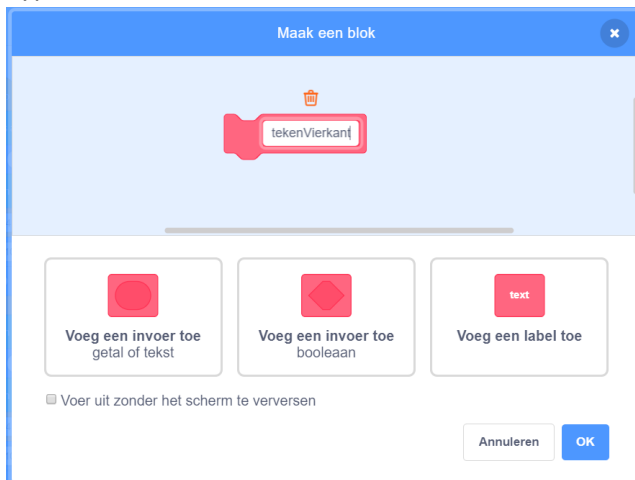 Maak een blok
tekenVierkant
text
Voeg een invoer toe
getal of tekst
Voeg een invoer toe
booleaan
Voeg een label toe
Voer uit zonder het scherm te verversen
Annuleren
OK